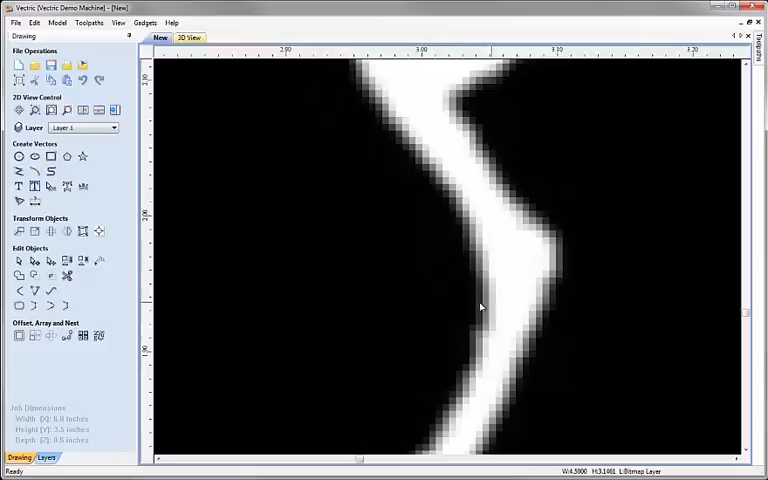 Vectric {Vectric Demo Machine} - [New]
File Edit Model Toolpaths View Gadgets Help
Drawing
New 3D View
File Operations
2D View Control
Layer Layer 1
Create Vectors
Transform Objects
Edit Objects
Offset, Array and Nest
Job Dimensions
Width (X): 6.0 inches
Height (Y): 3.5 inches
Depth (Z): 0.5 inches
Drawing Layers
2.90 3.00 3.10 3.20
2.00
Toolpaths
Ready
W:4.5000 H:3.1461 L:Bitmap Layer